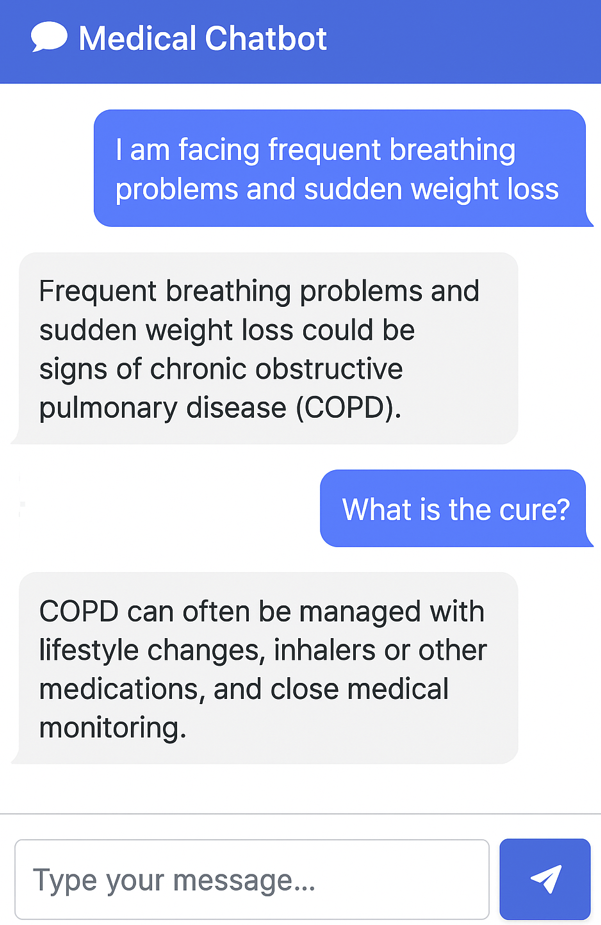 Medical Chatbot
I am facing frequent breathing
problems and sudden weight loss
Frequent breathing problems and
sudden weight loss could be
signs of chronic obstructive
pulmonary disease (COPD).
What is the cure?
COPD can often be managed with
lifestyle changes, inhalers or other
medications, and close medical
monitoring.
Type your message...